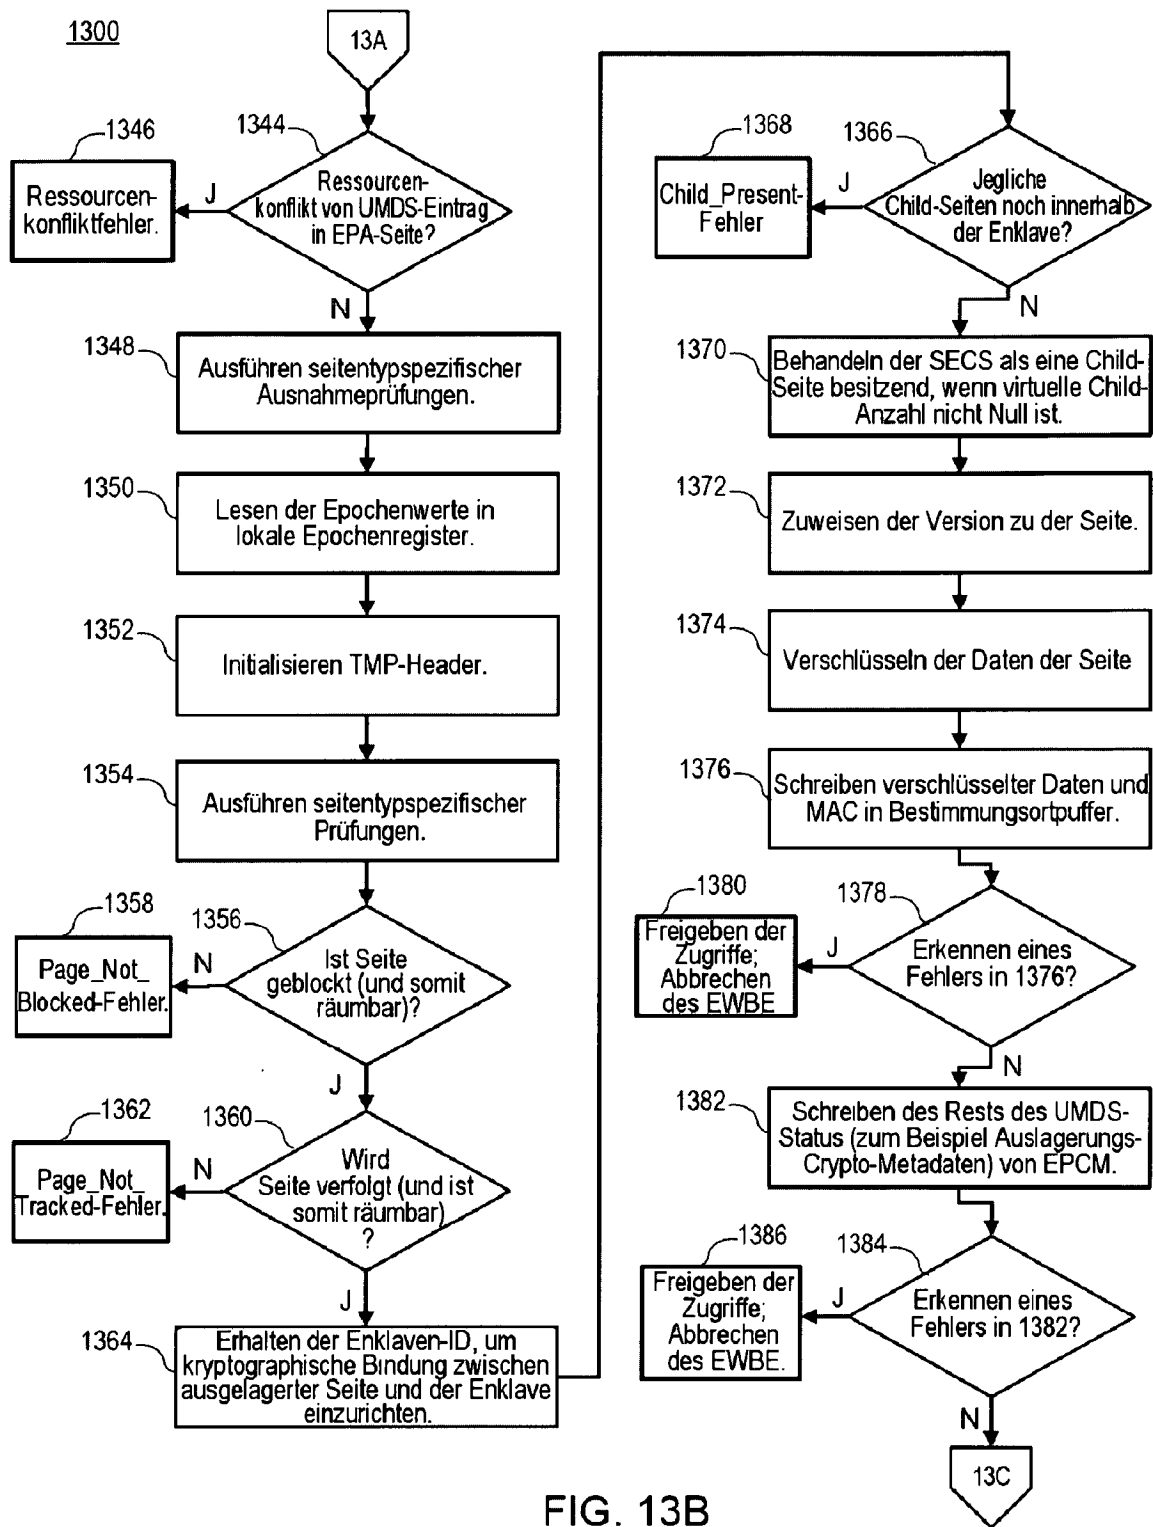 1300
13A
1344
1346
Ressourcen-
konfliktfehler.
J
Ressourcen-
konflikt von UMDS-Eintrag
in EPA-Seite?
N
1348
Ausführen seitentypspezifischer
Ausnahmeprüfungen.
1350
Lesen der Epochenwerte in
lokale Epochenregister.
1352
Initialisieren TMP-Header.
1354
Ausführen seitentypspezifischer
Prüfungen.
1358
1356
Page_Not_
Blocked-Fehler.
N
Ist Seite
geblockt (und somit
räumbar)?
J
1362
1360
Page_Not_
Tracked-Fehler.
N
Wird
Seite verfolgt (und ist
somit räumbar)
?
J
1364
Erhalten der Enklaven-ID, um
kryptographische Bindung zwischen
ausgelagerter Seite und der Enklave
einzurichten.
1368
1366
Child_Present-
Fehler
J
Jegliche
Child-Seiten noch innerhalb
der Enklave?
N
1370
Behandeln der SECS als eine Child-
Seite besitzend, wenn virtuelle Child-
Anzahl nicht Null ist.
1372
Zuweisen der Version zu der Seite.
1374
Verschlüsseln der Daten der Seite
1376
Schreiben verschlüsselter Daten und
MAC in Bestimmungsortpuffer.
1380
1378
Freigeben der
Zugriffe;
Abbrechen
des EWBE
J
Erkennen eines
Fehlers in 1376?
N
1382
Schreiben des Rests des UMDS-
Status (zum Beispiel Auslagerungs-
Crypto-Metadaten) von EPCM.
1386
1384
Freigeben der
Zugriffe;
Abbrechen
des EWBE.
J
Erkennen eines
Fehlers in 1382?
N
13C
FIG. 13B